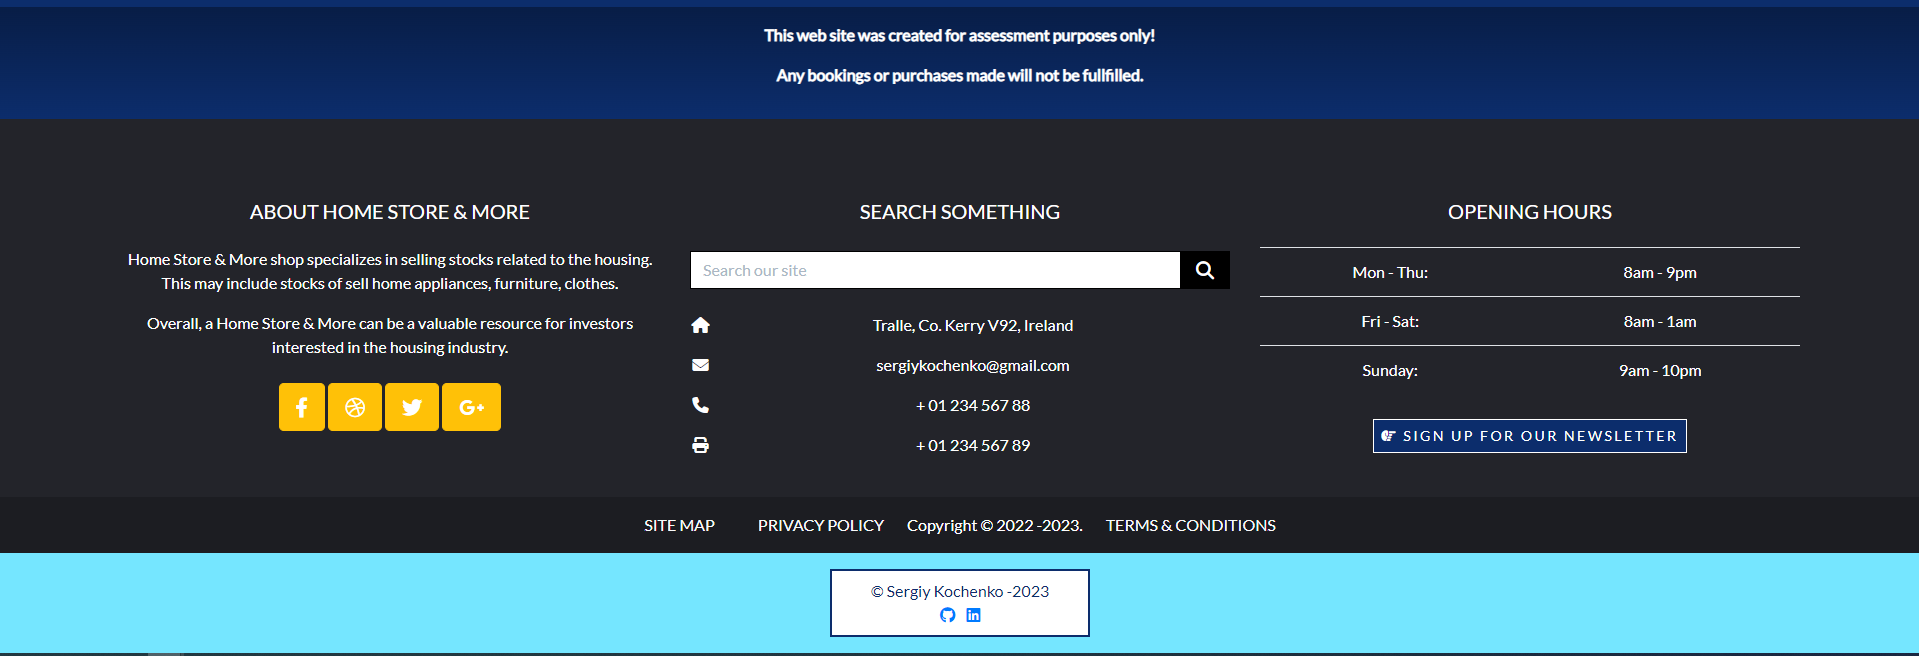 This web site was created for assessment purposes only!
Any bookings or purchases made will not be fullfilled.
ABOUT HOME STORE & MORE
Home Store & More shop specializes in selling stocks related to the housing.
This may include stocks of sell home appliances, furniture, clothes.
Overall, a Home Store & More can be a valuable resource for investors
interested in the housing industry.
SEARCH SOMETHING
Search our site
Tralle, Co. Kerry V92, Ireland
sergiykochenko@gmail.com
+ 01 234 567 88
+ 01 234 567 89
OPENING HOURS
Mon - Thu: 8am - 9pm
Fri - Sat: 8am - 1am
Sunday: 9am - 10pm
SIGN UP FOR OUR NEWSLETTER
SITE MAP PRIVACY POLICY Copyright © 2022 -2023. TERMS & CONDITIONS
© Sergiy Kochenko -2023